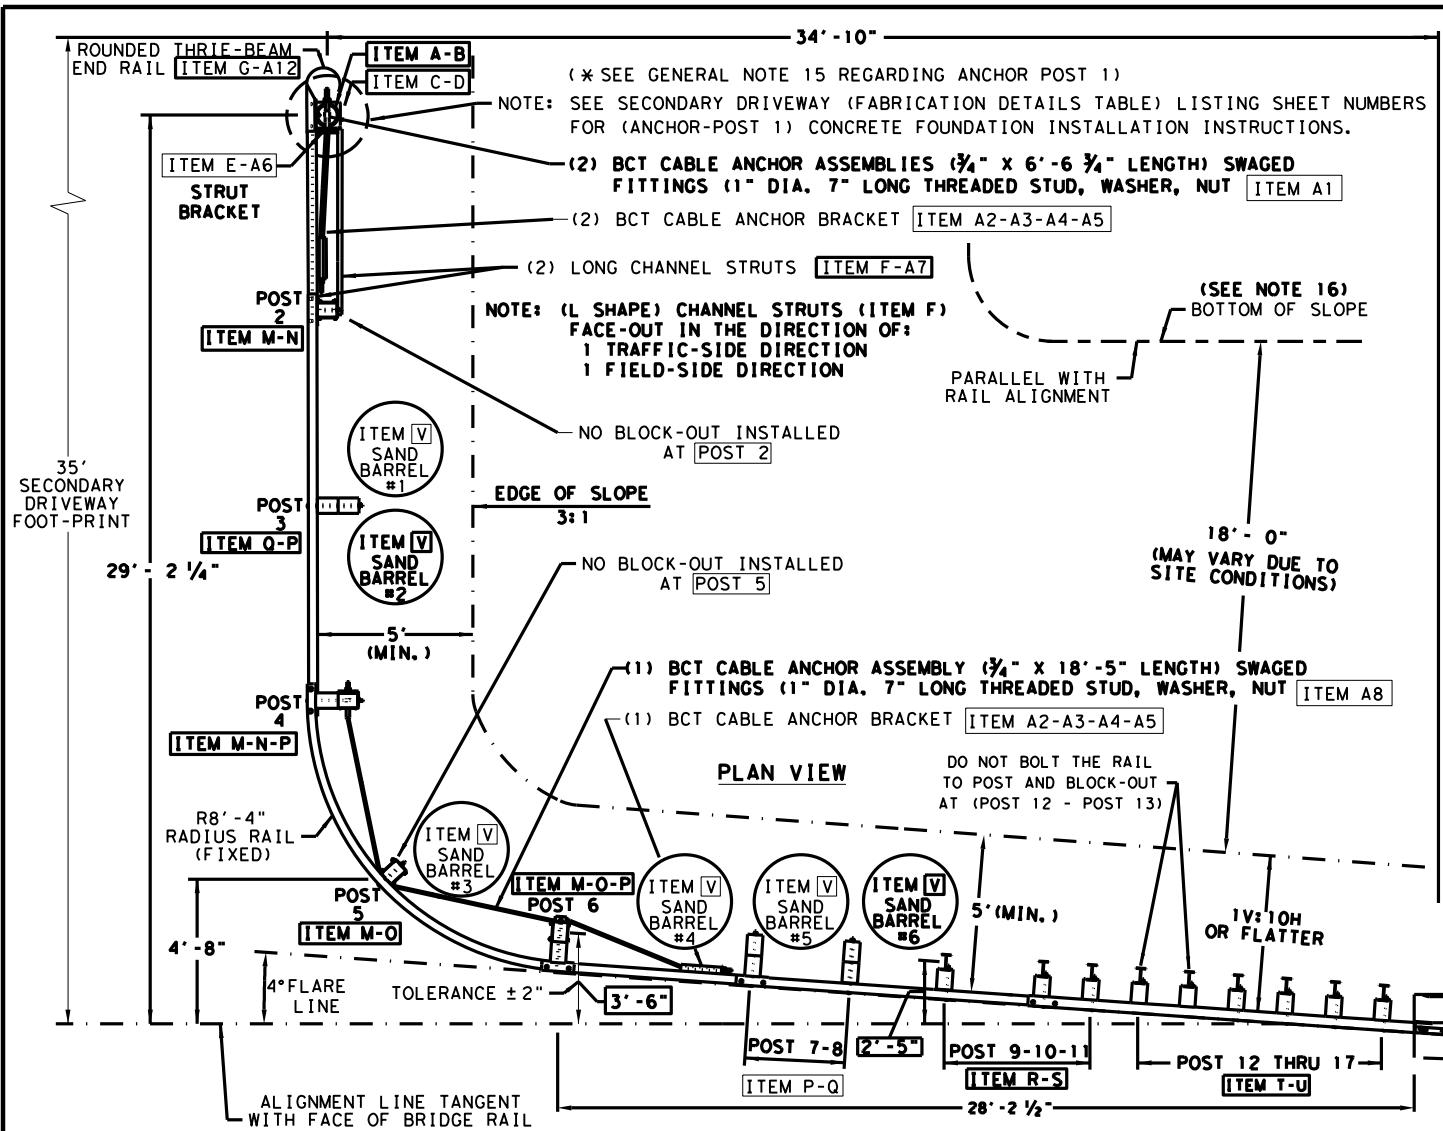 34'-10"
ROUNDED THRIE-BEAM
END RAIL ITEM G-A12
ITEM A-B
ITEM C-D
(* SEE GENERAL NOTE 15 REGARDING ANCHOR POST 1)
NOTE: SEE SECONDARY DRIVEWAY (FABRICATION DETAILS TABLE) LISTING SHEET NUMBERS
FOR (ANCHOR-POST 1) CONCRETE FOUNDATION INSTALLATION INSTRUCTIONS.
ITEM E-A6
STRUT
BRACKET
(2) BCT CABLE ANCHOR ASSEMBLIES (3/4" X 6'-6 3/4" LENGTH) SWAGED
FITTINGS (1" DIA. 7" LONG THREADED STUD, WASHER, NUT ITEM A1
(2) BCT CABLE ANCHOR BRACKET ITEM A2-A3-A4-A5
(2) LONG CHANNEL STRUTS ITEM F-A7
POST
2
ITEM M-N
NOTE: (L SHAPE) CHANNEL STRUTS (ITEM F)
FACE-OUT IN THE DIRECTION OF:
1 TRAFFIC-SIDE DIRECTION
1 FIELD-SIDE DIRECTION
(SEE NOTE 16)
BOTTOM OF SLOPE
PARALLEL WITH
RAIL ALIGNMENT
ITEM V
SAND
BARREL
#1
NO BLOCK-OUT INSTALLED
AT POST 2
35'
SECONDARY
DRIVEWAY
FOOT-PRINT
POST
3
ITEM Q-P
EDGE OF SLOPE
3:1
ITEM V
SAND
BARREL
#2
29'- 2 1/4"
NO BLOCK-OUT INSTALLED
AT POST 5
18'- 0"
(MAY VARY DUE TO
SITE CONDITIONS)
5'
(MIN.)
(1) BCT CABLE ANCHOR ASSEMBLY (3/4" X 18'-5" LENGTH) SWAGED
FITTINGS (1" DIA. 7" LONG THREADED STUD, WASHER, NUT ITEM A8
POST
4
ITEM M-N-P
(1) BCT CABLE ANCHOR BRACKET ITEM A2-A3-A4-A5
PLAN VIEW
DO NOT BOLT THE RAIL
TO POST AND BLOCK-OUT
AT (POST 12 - POST 13)
R8'-4"
RADIUS RAIL
(FIXED)
ITEM V
SAND
BARREL
#3
POST
5
ITEM M-O
ITEM M-O-P
POST 6
ITEM V
SAND
BARREL
#4
ITEM V
SAND
BARREL
#5
ITEM V
SAND
BARREL
#6
5'(MIN.)
1V:10H
OR FLATTER
4'-8"
4° FLARE
LINE
TOLERANCE ±2"
3'-6"
POST 7-8
ITEM P-Q
2'-5"
POST 9-10-11
ITEM R-S
POST 12 THRU 17
ITEM T-U
28'-2 1/2"
ALIGNMENT LINE TANGENT
WITH FACE OF BRIDGE RAIL